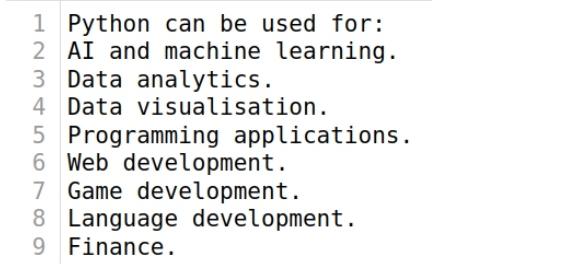 1 Python can be used for:
2 AI and machine learning.
3 Data analytics.
4 Data visualisation.
5 Programming applications.
6 Web development.
7 Game development.
8 Language development.
9 Finance.